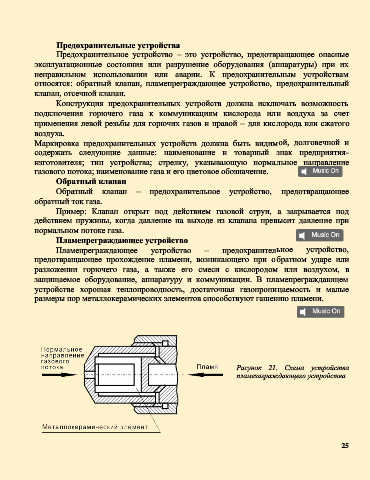 Предохранительные устройства
Предохранительное устройство – это устройство, предотвращающее опасные
эксплуатационные состояния или разрушение оборудования (аппаратуры) при их
неправильном использовании или аварии. К предохранительным устройствам
относятся: обратный клапан, пламепреграждающее устройство, предохранительный
клапан, отсечной клапан.
Конструкция предохранительных устройств должна исключать возможность
подключения горючего газа к коммуникациям кислорода или воздуха за счет
применения левой резьбы для горючих газов и правой – для кислорода или сжатого
воздуха.
Маркировка предохранительных устройств должна быть видимой, долговечной и
содержать следующие данные: наименование и товарный знак предприятия-
изготовителя; тип устройства; стрелку, указывающую нормальное направление
газового потока; наименование газа и его цветовое обозначение.
Music On
Обратный клапан
Обратный клапан – предохранительное устройство, предотвращающее
обратный ток газа.
Пример; Клапан открыт под действием газовой струи, а закрывается под
действием пружины, когда давление на выходе из клапана превысит давление при
нормальном потоке газа.
Music On
Пламепреграждающее устройство
Пламепреграждающее устройство – предохранительное устройство,
предотвращающее прохождение пламени, возникающего при обратном ударе или
разложении горючего газа, а также его смеси с кислородом или воздухом, в
защищаемое оборудование, аппаратуру и коммуникации. В пламепреграждающем
устройстве хорошая теплопроводность, достаточная газопроницаемость и малые
размеры пор металлокерамических элементов способствуют гашению пламени.
Music On
Нормальное
направление
газового
потока
Пламя
Металлокерамический элемент
Рисунок 21. Схема устройства
пламегаграждающего устройства
25